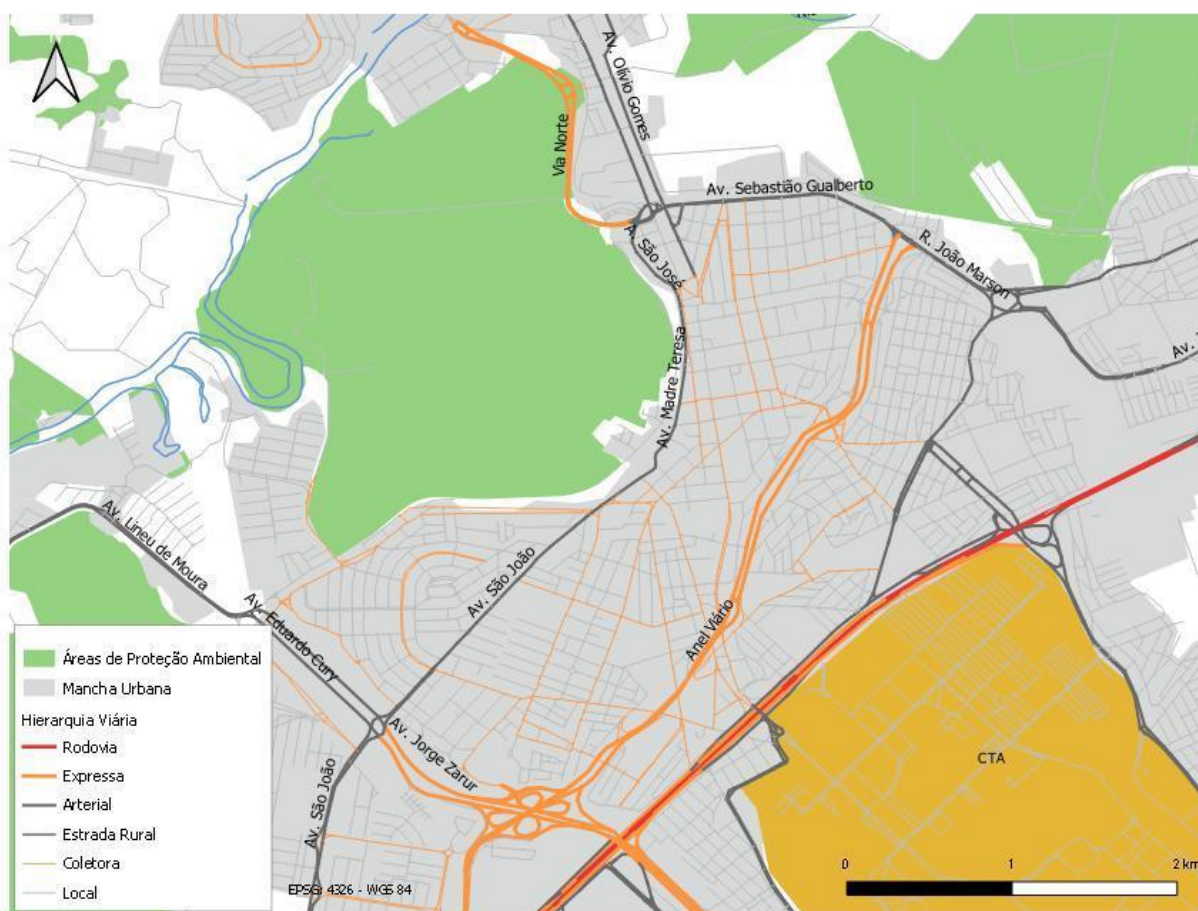 Av. Olivio Gomes
Via Norte
Av. Sebastião Gualberto
A. São José
R. João Marson
Av. Madre Teresa
Av. Lineu de Moura
Av. São João
Av. Eduardo Cury
Anel Viário
Av. Jorge Zarur
Av. São João
CTA
Áreas de Proteção Ambiental
Mancha Urbana
Hierarquia Viária
Rodovia
Expressa
Arterial
Estrada Rural
Coletora
Local
EPSG: 4326 - WGS 84
0 1 2 km